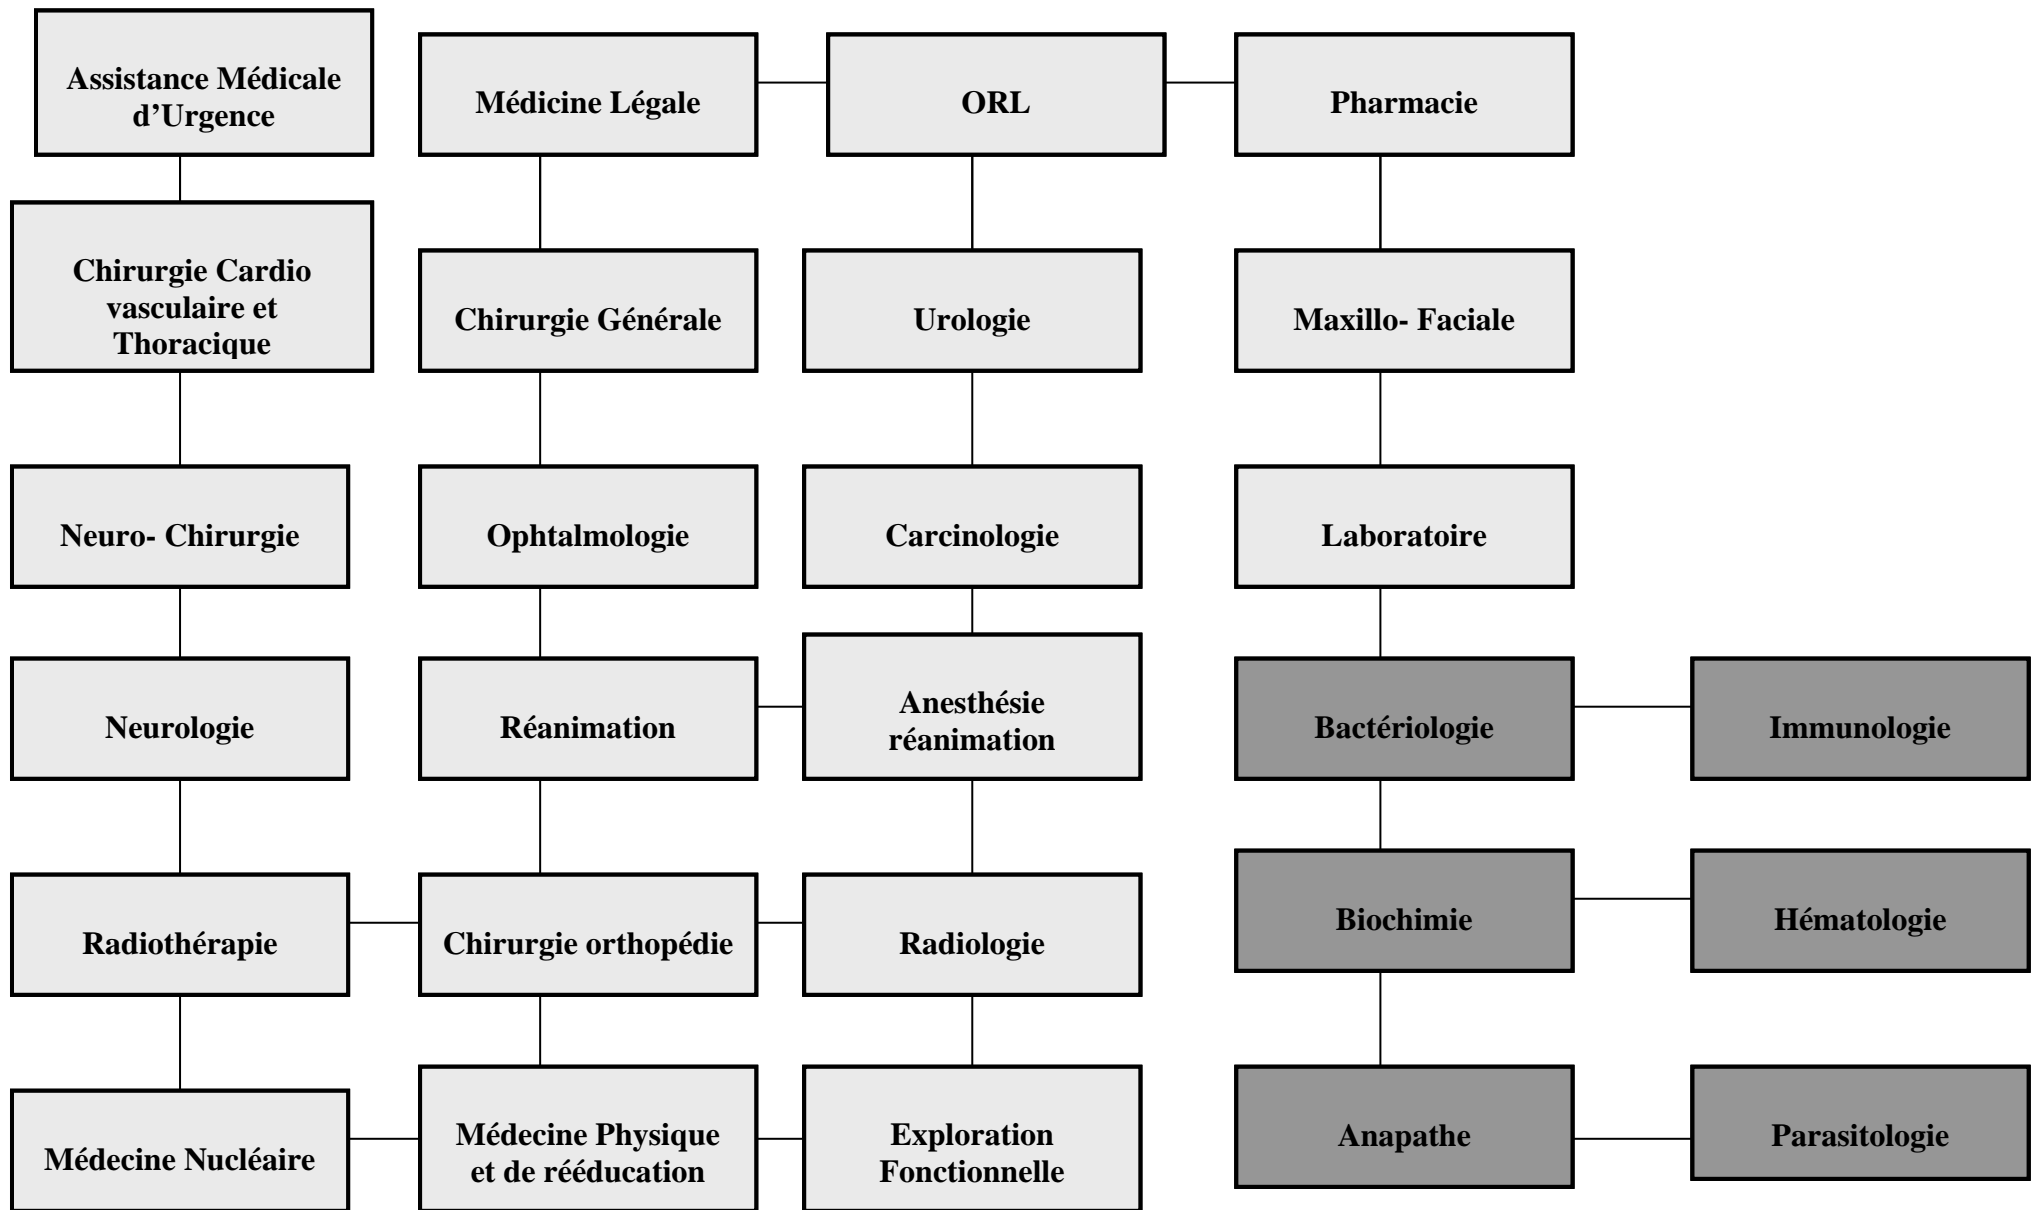 Assistance Médicale
d’Urgence
Médicine Légale
ORL
Pharmacie
Chirurgie Cardio
vasculaire et
Thoracique
Chirurgie Générale
Urologie
Maxillo- Faciale
Neuro- Chirurgie
Ophtalmologie
Carcinologie
Laboratoire
Neurologie
Réanimation
Anesthésie
réanimation
Bactériologie
Immunologie
Radiothérapie
Chirurgie orthopédie
Radiologie
Biochimie
Hématologie
Médecine Nucléaire
Médecine Physique
et de rééducation
Exploration
Fonctionnelle
Anapathe
Parasitologie